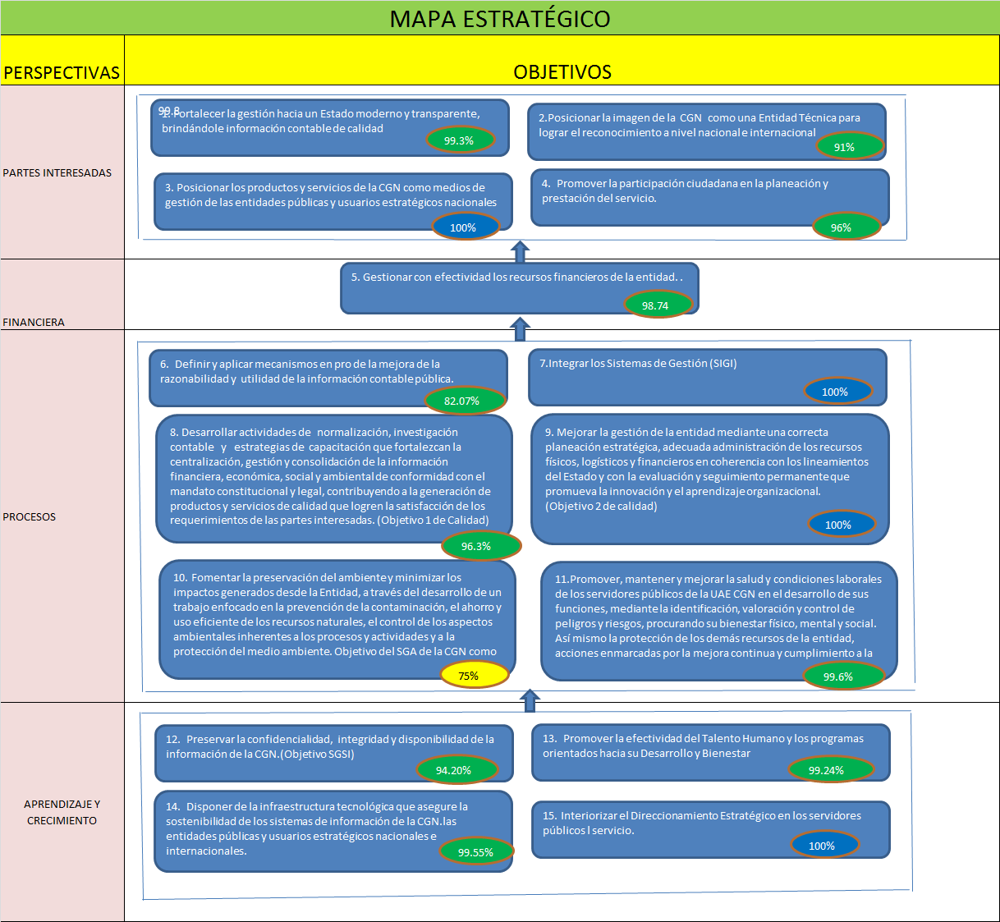 MAPA ESTRATÉGICO
PERSPECTIVAS
OBJETIVOS
PARTES INTERESADAS
99.8
1. Fortalecer la gestión hacia un Estado moderno y transparente,
brindándole información contable de calidad
99.3%
2.Posicionar la imagen de la CGN como una Entidad Técnica para
lograr el reconocimiento a nivel nacional e internacional
91%
3. Posicionar los productos y servicios de la CGN como medios de
gestión de las entidades públicas y usuarios estratégicos nacionales
100%
4. Promover la participación ciudadana en la planeación y
prestación del servicio.
96%
FINANCIERA
5. Gestionar con efectividad los recursos financieros de la entidad. .
98.74
PROCESOS
6. Definir y aplicar mecanismos en pro de la mejora de la
razonabilidad y utilidad de la información contable pública.
82.07%
7.Integrar los Sistemas de Gestión (SIGI)
100%
8. Desarrollar actividades de normalización, investigación
contable y estrategias de capacitación que fortalezcan la
centralización, gestión y consolidación de la información
financiera, económica, social y ambiental de conformidad con el
mandato constitucional y legal, contribuyendo a la generación de
productos y servicios de calidad que logren la satisfacción de los
requerimientos de las partes interesadas. (Objetivo 1 de Calidad)
96.3%
9. Mejorar la gestión de la entidad mediante una correcta
planeación estratégica, adecuada administración de los recursos
físicos, logísticos y financieros en coherencia con los lineamientos
del Estado y con la evaluación y seguimiento permanente que
promueva la innovación y el aprendizaje organizacional.
(Objetivo 2 de calidad)
100%
10. Fomentar la preservación del ambiente y minimizar los
impactos generados desde la Entidad, a través del desarrollo de un
trabajo enfocado en la prevención de la contaminación, el ahorro y
uso eficiente de los recursos naturales, el control de los aspectos
ambientales inherentes a los procesos y actividades y a la
protección del medio ambiente. Objetivo del SGA de la CGN como
75%
11.Promover, mantener y mejorar la salud y condiciones laborales
de los servidores públicos de la UAE CGN en el desarrollo de sus
funciones, mediante la identificación, valoración y control de
peligros y riesgos, procurando su bienestar físico, mental y social.
Así mismo la protección de los demás recursos de la entidad,
acciones enmarcadas por la mejora continua y cumplimiento a la
99.6%
APRENDIZAJE Y
CRECIMIENTO
12. Preservar la confidencialidad, integridad y disponibilidad de la
información de la CGN.(Objetivo SGSI)
94.20%
13. Promover la efectividad del Talento Humano y los programas
orientados hacia su Desarrollo y Bienestar
99.24%
14. Disponer de la infraestructura tecnológica que asegure la
sostenibilidad de los sistemas de información de la CGN.las
entidades públicas y usuarios estratégicos nacionales e
internacionales.
99.55%
15. Interiorizar el Direccionamiento Estratégico en los servidores
públicos l servicio.
100%